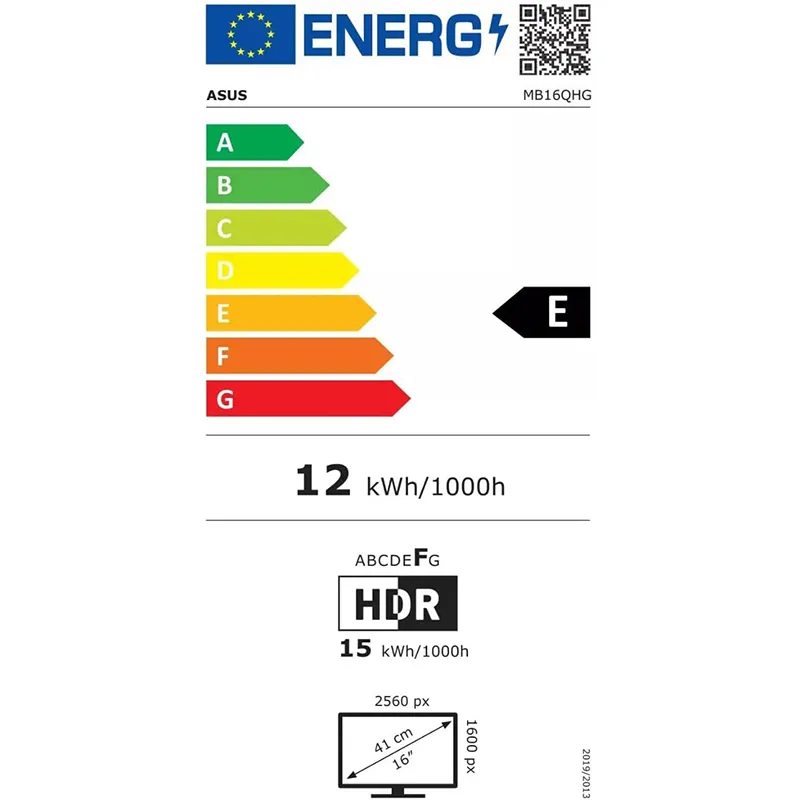 ENERG
ASUS MB16QHG
A
B
C
D
E
E
F
G
12 kWh/1000h
ABCDEFG
HDR
15 kWh/1000h
2560 px
41 cm
16"
1600 px
2019/2013